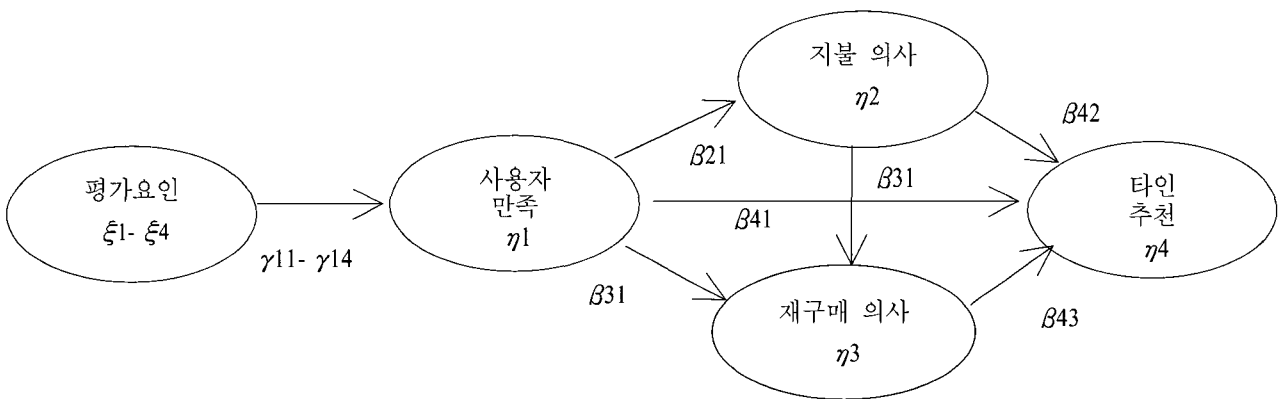 평가요인
ξ1- ξ4
γ11- γ14
사용자
만족
η1
β21
β41
β31
지불 의사
η2
β31
재구매 의사
η3
β42
β43
타인
추천
η4